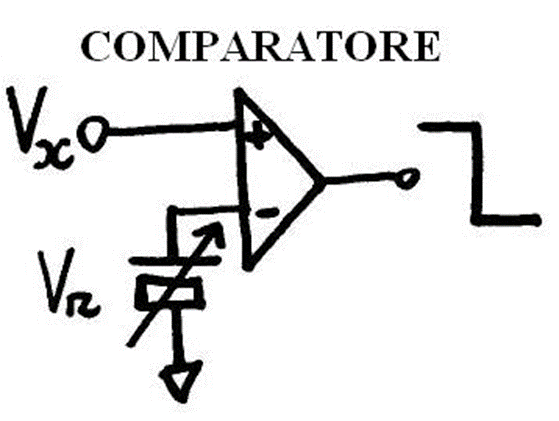 COMPARATORE
Vx
+
-
VR